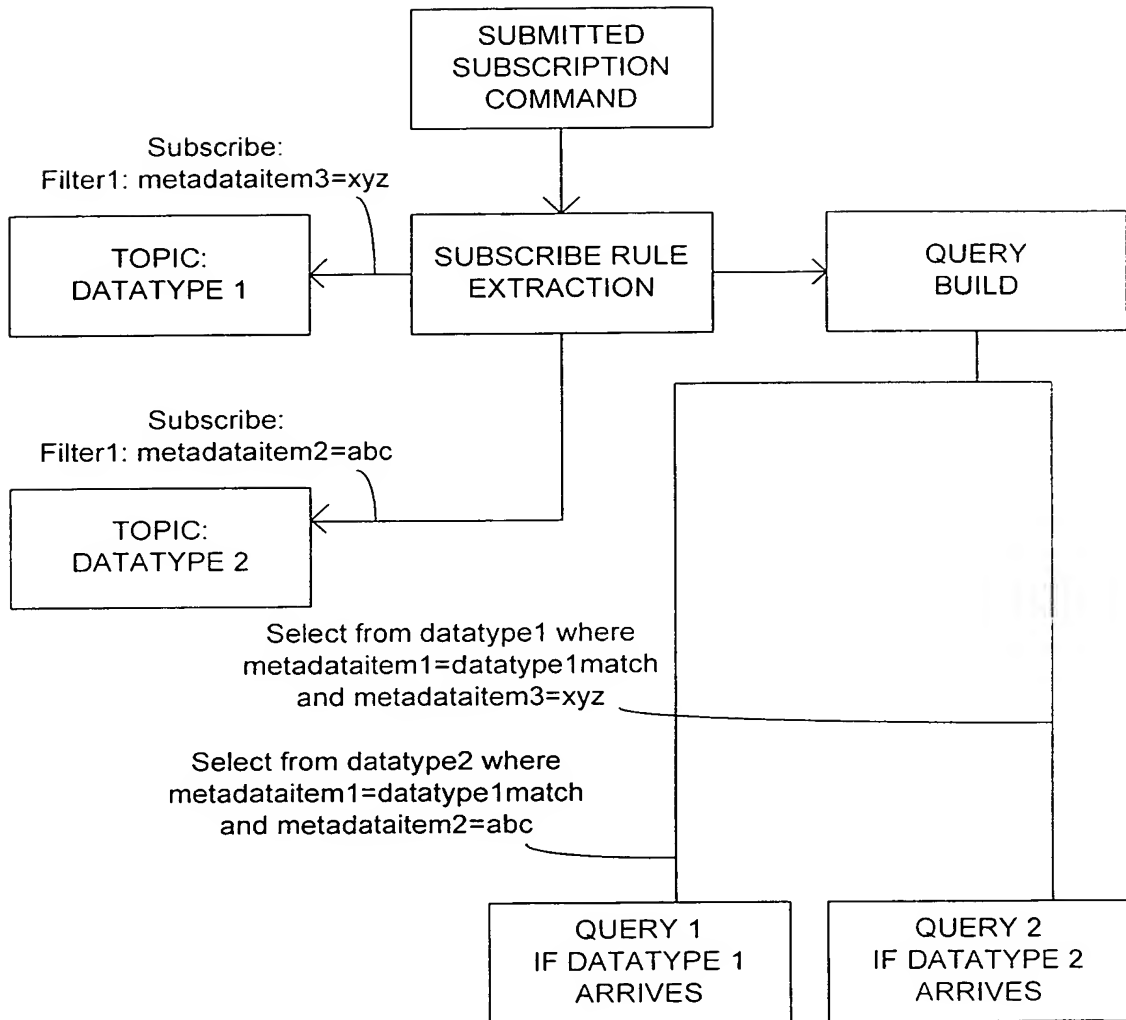 SUBMITTED
SUBSCRIPTION
COMMAND
Subscribe:
Filter1: metadataitem3=xyz
TOPIC:
DATATYPE 1
SUBSCRIBE RULE
EXTRACTION
QUERY
BUILD
Subscribe:
Filter1: metadataitem2=abc
TOPIC:
DATATYPE 2
Select from datatype1 where
metadataitem1=datatype1match
and metadataitem3=xyz
Select from datatype2 where
metadataitem1=datatype1match
and metadataitem2=abc
QUERY 1
IF DATATYPE 1
ARRIVES
QUERY 2
IF DATATYPE 2
ARRIVES